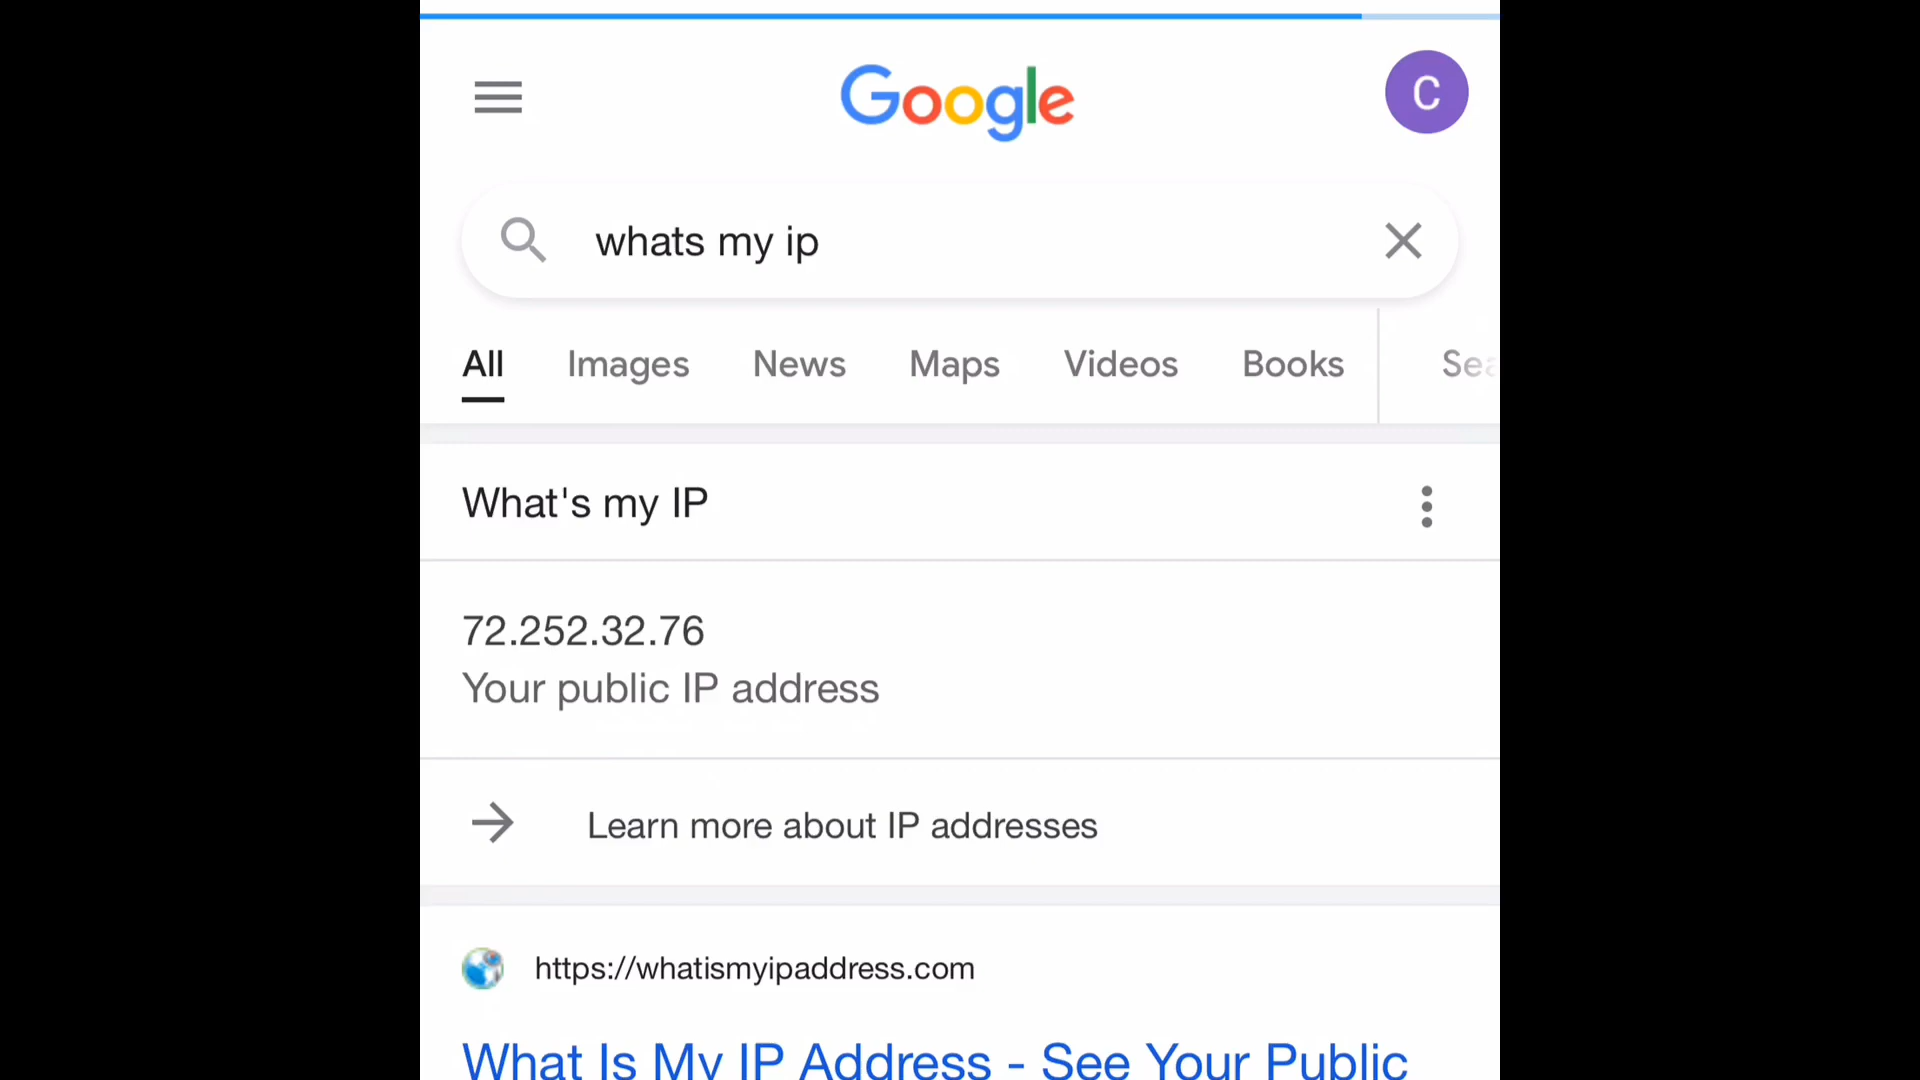 Google
C
whats my ip
All Images News Maps Videos Books
What's my IP
72.252.32.76
Your public IP address
Learn more about IP addresses
https://whatismyipaddress.com
What Is My IP Address - See Your Public